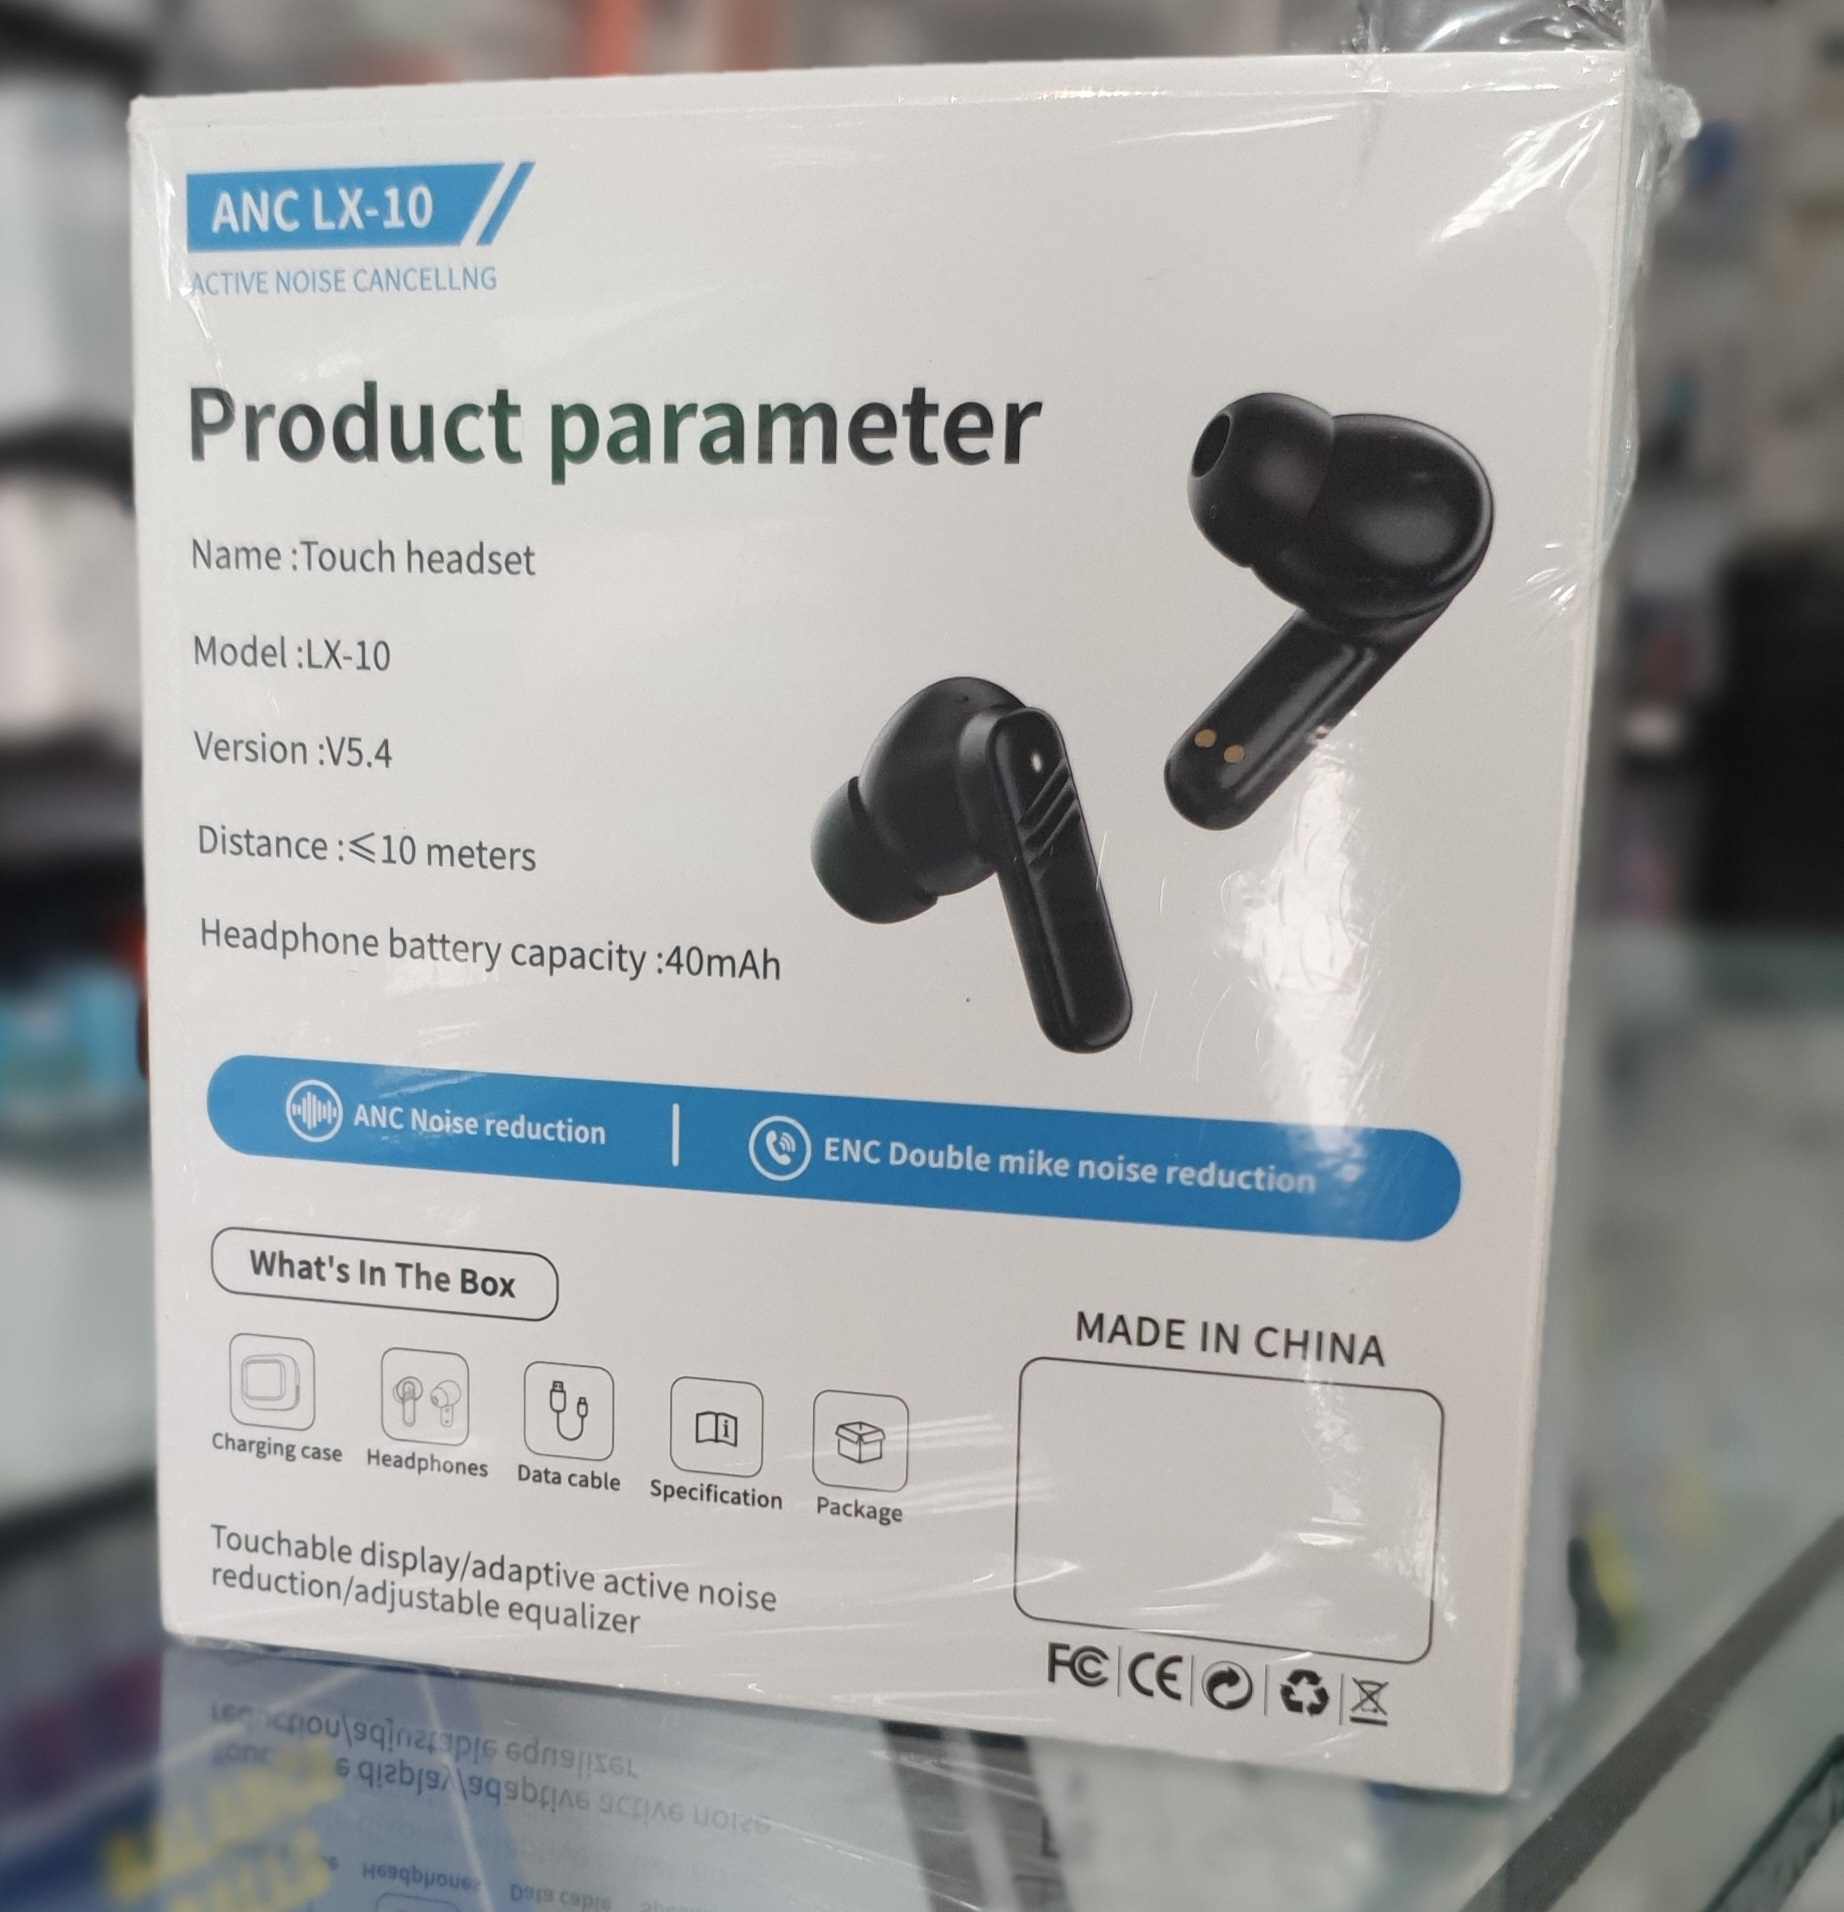 ANC LX-10
ACTIVE NOISE CANCELLNG
Product parameter
Name :Touch headset
Model :LX-10
Version :V5.4
Distance :⩽10 meters
Headphone battery capacity :40mAh
ANC Noise reduction
ENC Double mike noise reduction
What's In The Box
Charging case
Headphones
Data cable
Specification
Package
MADE IN CHINA
Touchable display/adaptive active noise
reduction/adjustable equalizer
FC CE